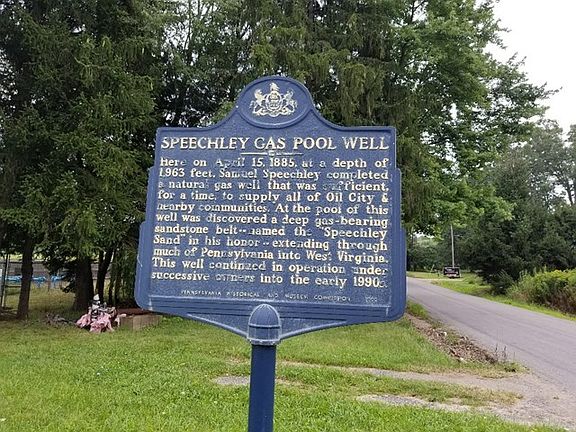 SPEECHLEY GAS POOL WELL
Here on April 15, 1885, at a depth of
1,963 feet, Samuel Speechley completed
a natural gas well that was sufficient,
for a time, to supply all of Oil City &
nearby communities. At the pool of this
well was discovered a deep gas-bearing
sandstone belt--named the "Speechley
Sand" in his honor--extending through
much of Pennsylvania into West Virginia.
This well continued in operation under
successive owners into the early 1990s.
PENNSYLVANIA HISTORICAL AND MUSEUM COMMISSION